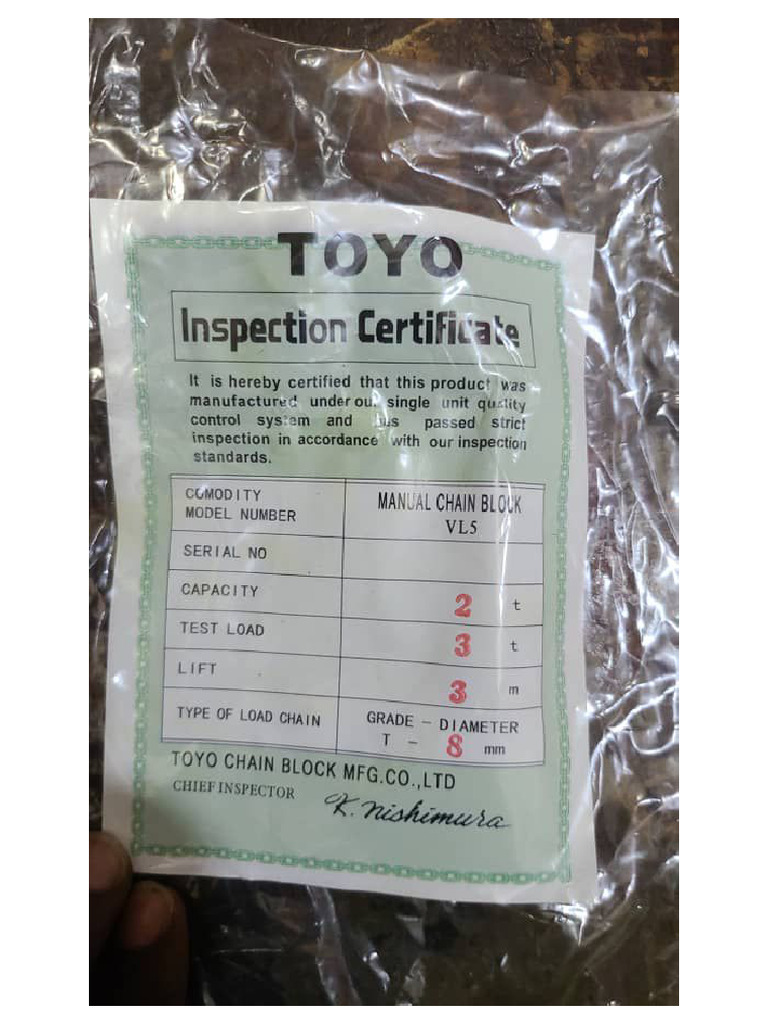 TOYO
Inspection Certificate
It is hereby certified that this product was
manufactured under our single unit quality
control system and has passed strict
inspection in accordance with our inspection
standards.
COMODITY MANUAL CHAIN BLOCK
MODEL NUMBER VL5
SERIAL NO
CAPACITY 2 t
TEST LOAD 3 t
LIFT 3 m
TYPE OF LOAD CHAIN GRADE - DIAMETER
T - 8 mm
TOYO CHAIN BLOCK MFG.CO.,LTD
CHIEF INSPECTOR K. Nishimura